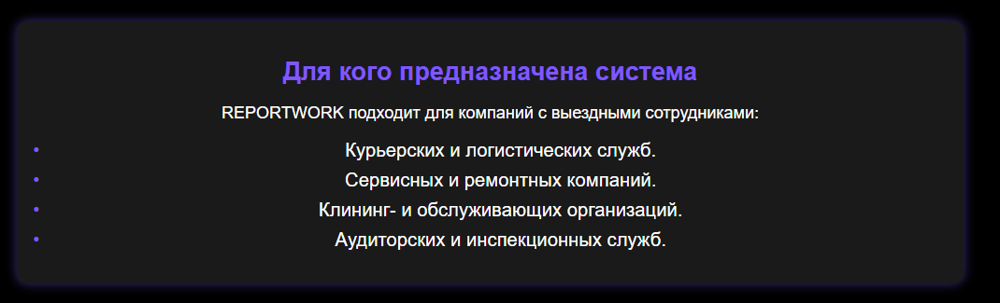 Для кого предназначена система
REPORTWORK подходит для компаний с выездными сотрудниками:
• Курьерских и логистических служб.
• Сервисных и ремонтных компаний.
• Клининг- и обслуживающих организаций.
• Аудиторских и инспекционных служб.